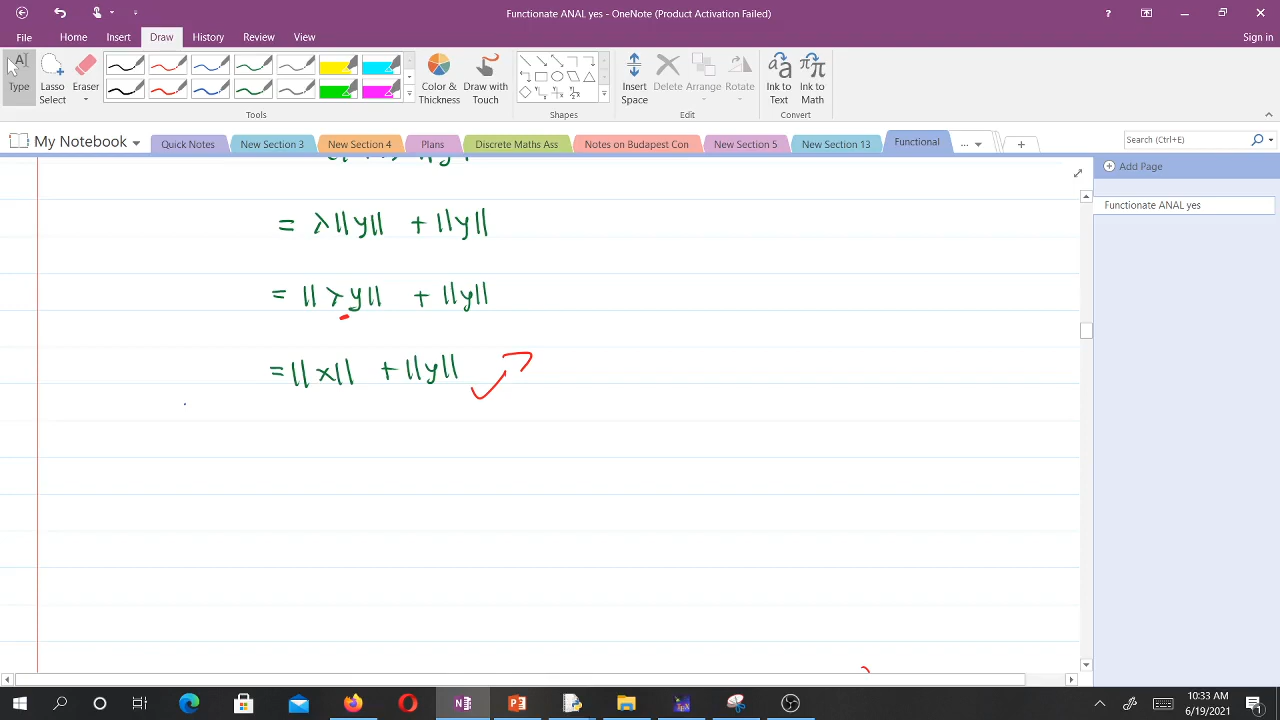 Functionate ANAL yes - OneNote (Product Activation Failed)
File Home Insert Draw History Review View Sign in
Type
Lasso Select
Eraser
Color & Thickness
Draw with Touch
Insert Space
Delete
Arrange
Rotate
Ink to Text
Ink to Math
Tools
Shapes
Edit
Convert
My Notebook
Quick Notes
New Section 3
New Section 4
Plans
Discrete Maths Ass
Notes on Budapest Con
New Section 5
New Section 13
Functional
...
Search (Ctrl+E)
Add Page
Functionate ANAL yes
= λ||y|| + ||y||
= ||λy|| + ||y||
= ||x|| + ||y||
10:33 AM
6/19/2021